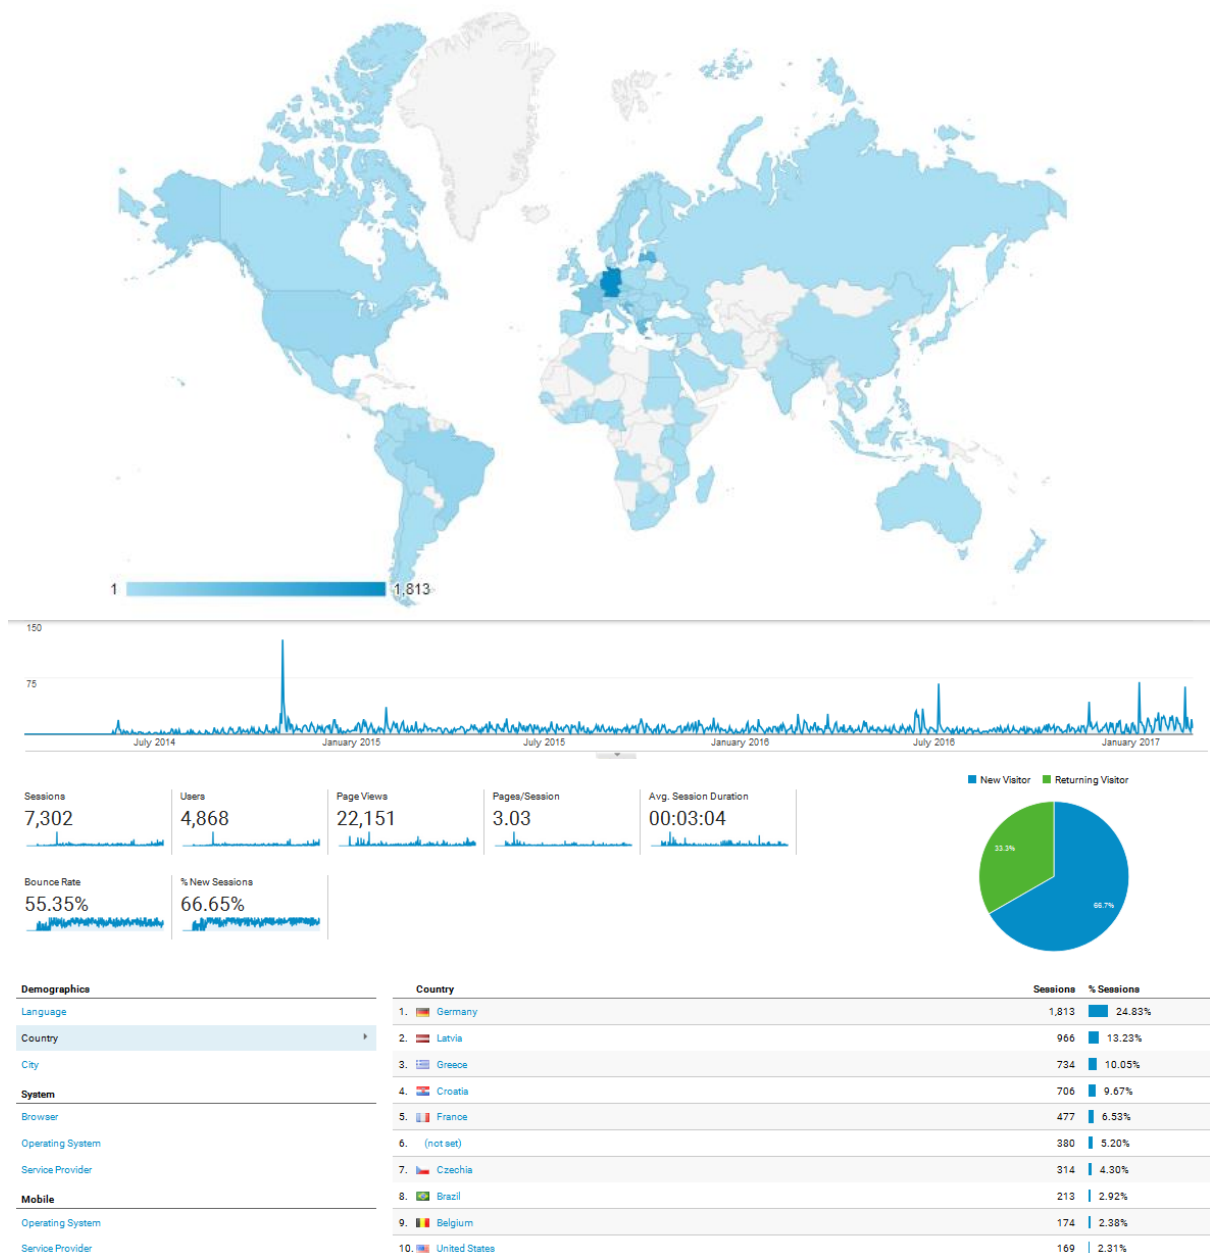 1 1,813
150
75
July 2014 January 2015 July 2015 January 2016 July 2016 January 2017
New Visitor Returning Visitor
Sessions Users Page Views Pages/Session Avg. Session Duration
7,302 4,868 22,151 3.03 00:03:04
33.3%
66.7%
Bounce Rate % New Sessions
55.35% 66.65%
Demographics
Language
Country
City
System
Browser
Operating System
Service Provider
Mobile
Operating System
Service Provider
Country Sessions % Sessions
1. Germany 1,813 24.83%
2. Latvia 966 13.23%
3. Greece 734 10.05%
4. Croatia 706 9.67%
5. France 477 6.53%
6. (not set) 380 5.20%
7. Czechia 314 4.30%
8. Brazil 213 2.92%
9. Belgium 174 2.38%
10. United States 169 2.31%